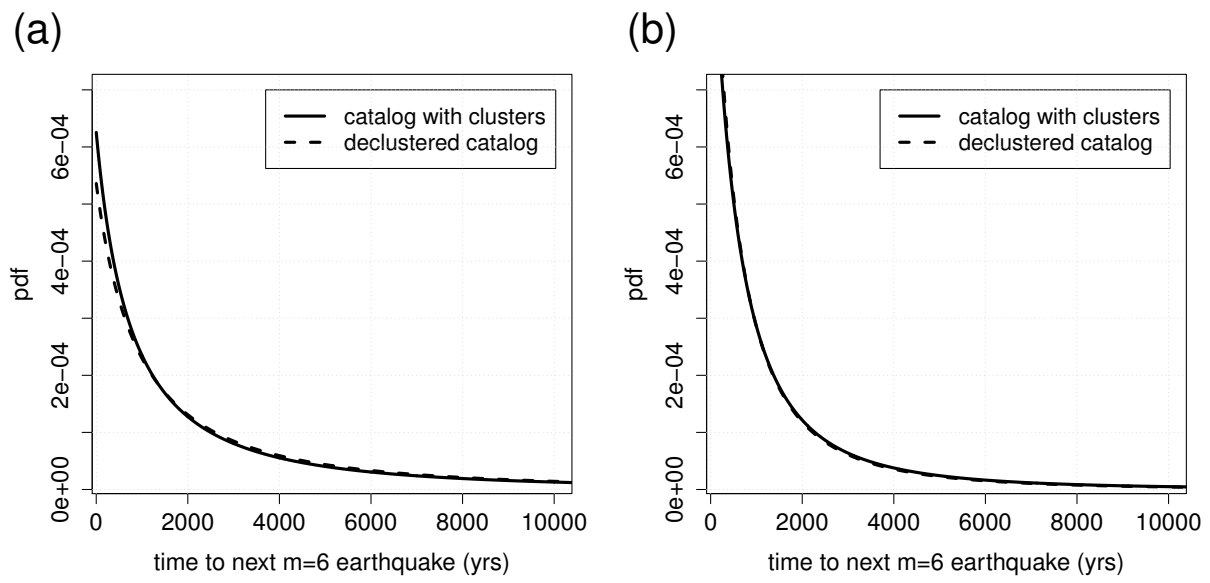 (a)
pdf
0e+00 2e−04 4e−04 6e−04
catalog with clusters
declustered catalog
0 2000 4000 6000 8000 10000
time to next m=6 earthquake (yrs)
(b)
pdf
0e+00 2e−04 4e−04 6e−04
catalog with clusters
declustered catalog
0 2000 4000 6000 8000 10000
time to next m=6 earthquake (yrs)